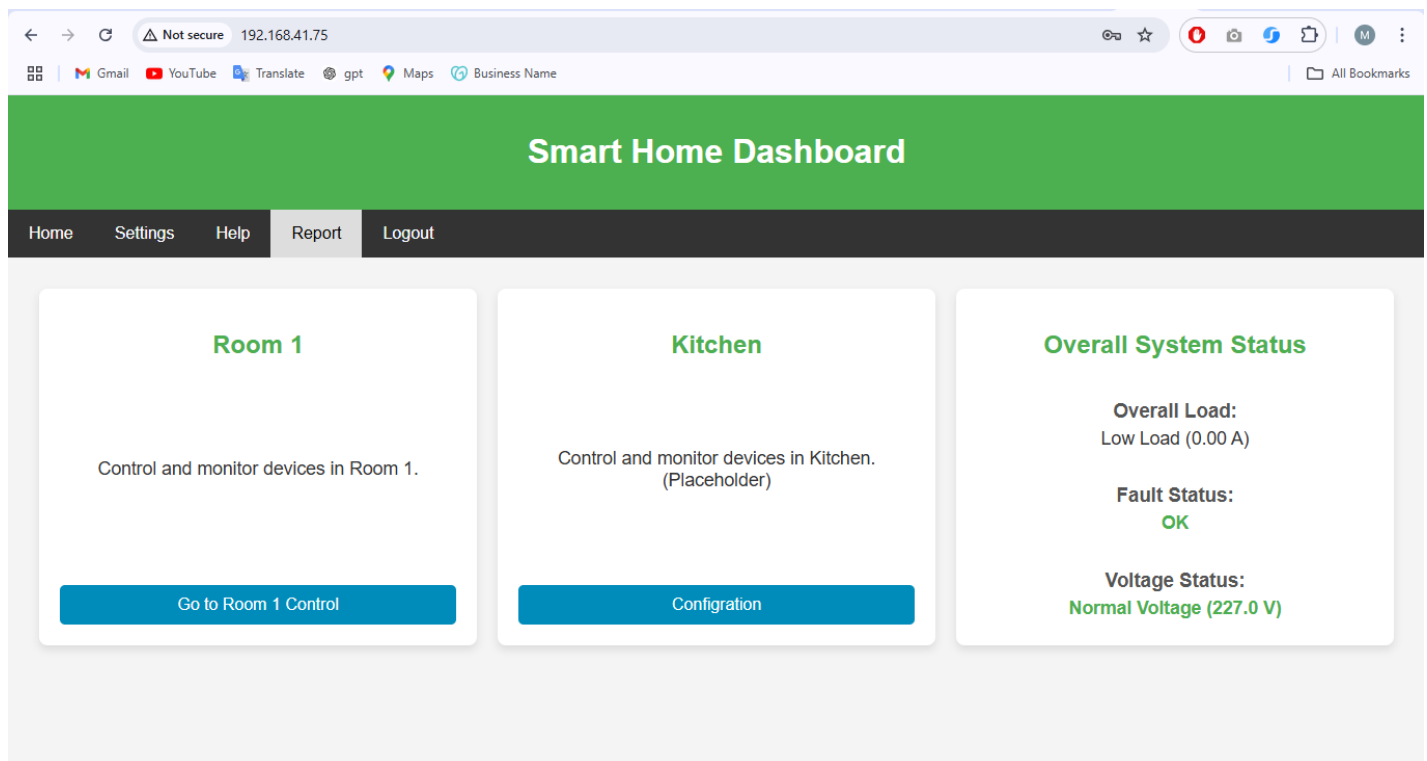 Not secure 192.168.41.75
M
Gmail YouTube Translate gpt Maps Business Name All Bookmarks
Smart Home Dashboard
Home Settings Help Report Logout
Room 1
Control and monitor devices in Room 1.
Go to Room 1 Control
Kitchen
Control and monitor devices in Kitchen.
(Placeholder)
Configration
Overall System Status
Overall Load:
Low Load (0.00 A)
Fault Status:
OK
Voltage Status:
Normal Voltage (227.0 V)